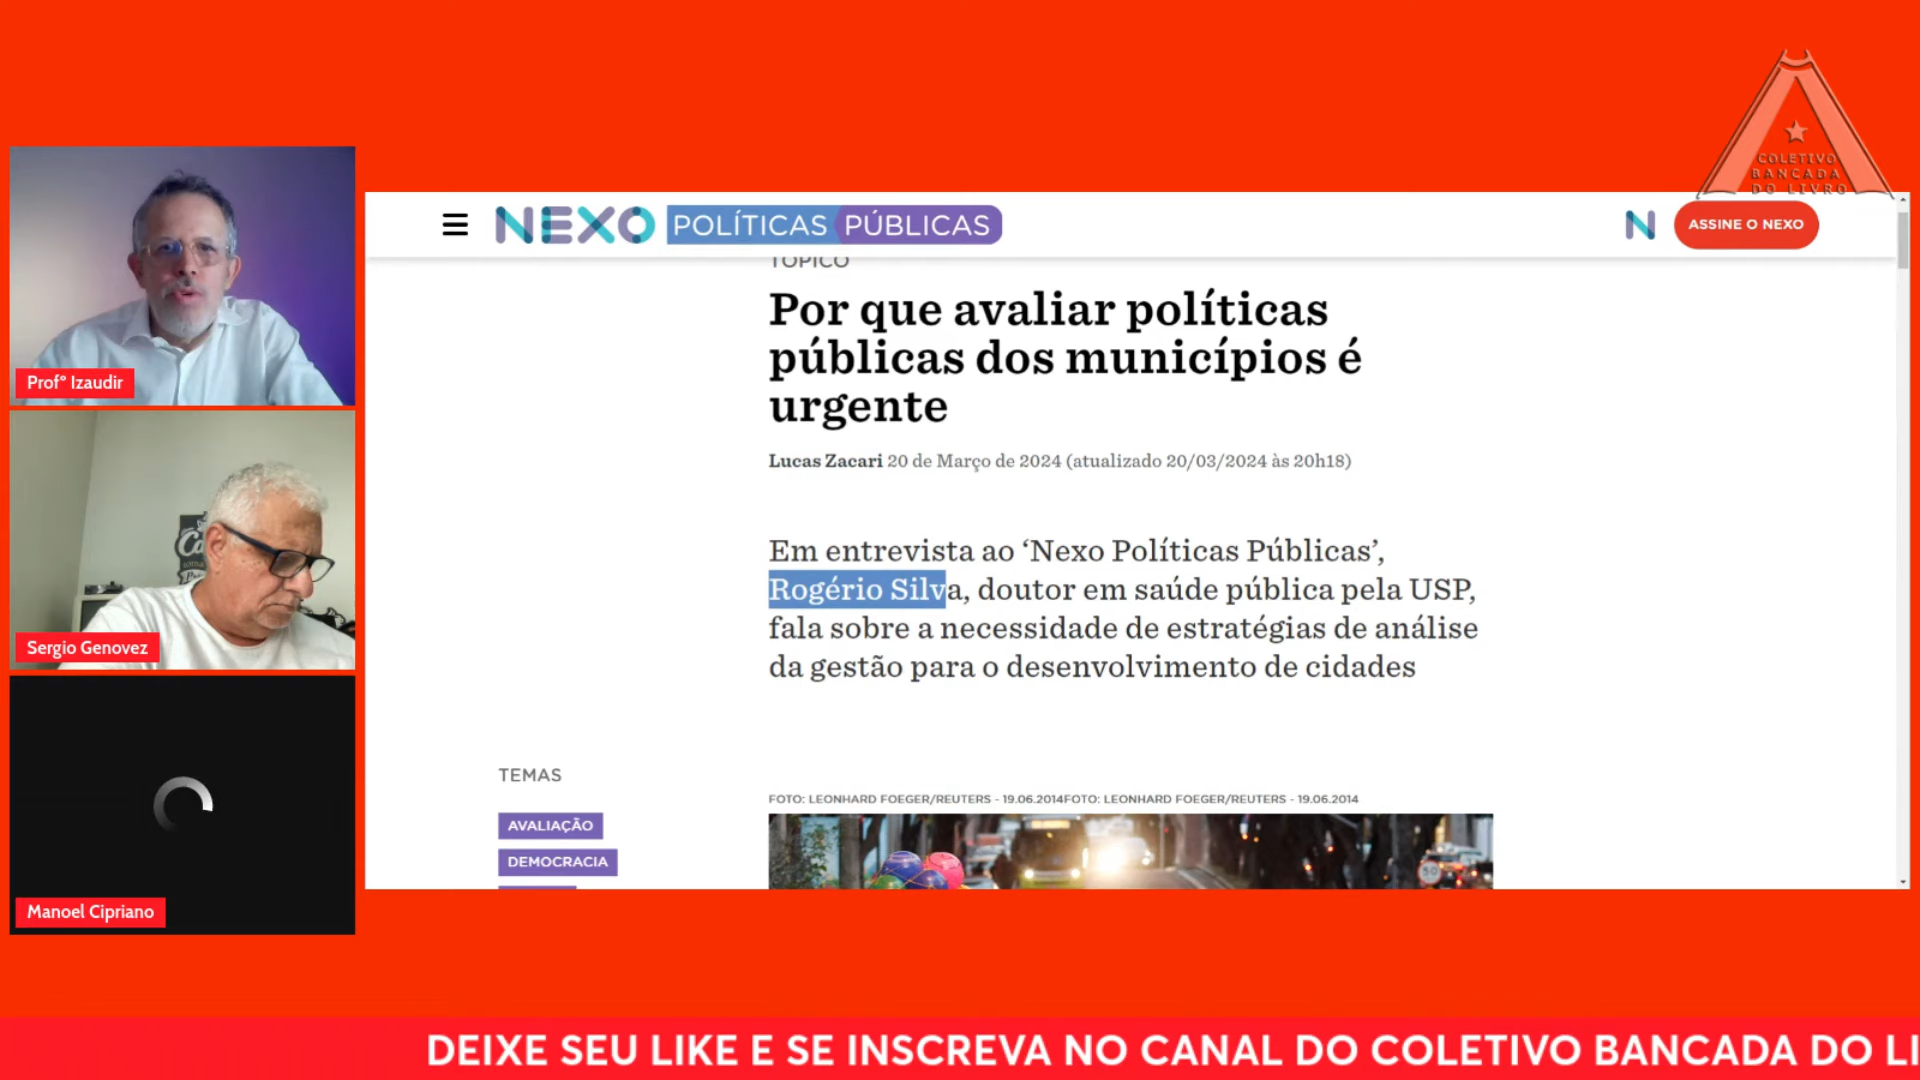 COLETIVO
BANCADA
DO LIVRO
Profº Izaudir
Sergio Genovez
Manoel Cipriano
NEXO POLÍTICAS PÚBLICAS
N
ASSINE O NEXO
TÓPICO
Por que avaliar políticas
públicas dos municípios é
urgente
Lucas Zacari 20 de Março de 2024 (atualizado 20/03/2024 às 20h18)
Em entrevista ao ‘Nexo Políticas Públicas’,
Rogério Silva, doutor em saúde pública pela USP,
fala sobre a necessidade de estratégias de análise
da gestão para o desenvolvimento de cidades
TEMAS
AVALIAÇÃO
DEMOCRACIA
FOTO: LEONHARD FOEGER/REUTERS - 19.06.2014FOTO: LEONHARD FOEGER/REUTERS - 19.06.2014
50
DEIXE SEU LIKE E SE INSCREVA NO CANAL DO COLETIVO BANCADA DO LI